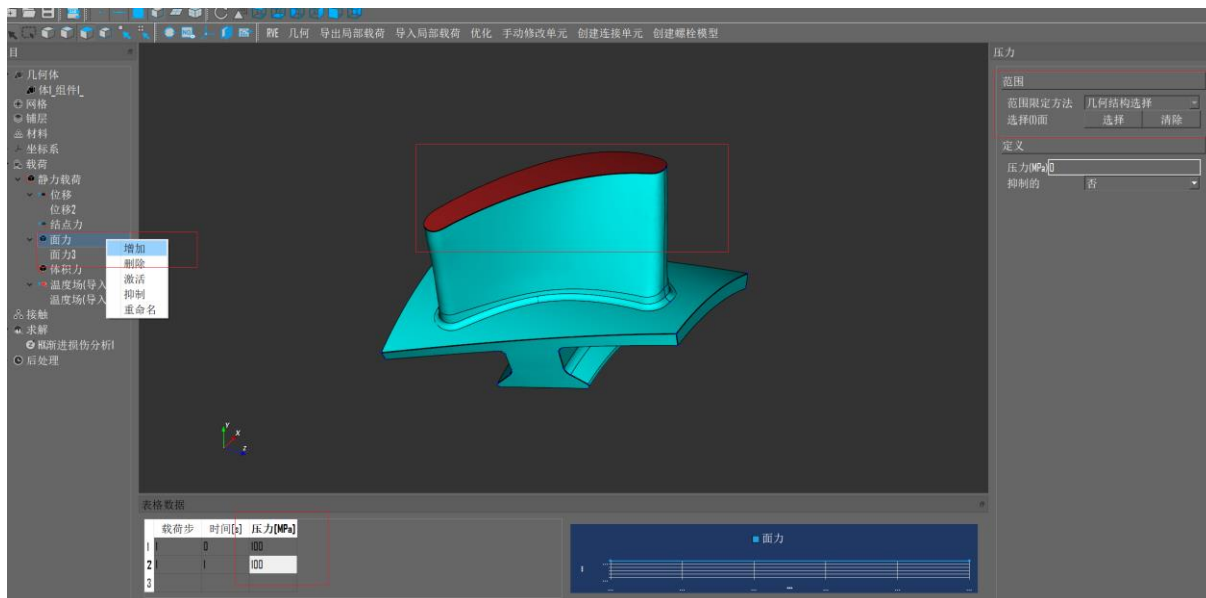 RVE 几何 导出局部载荷 导入局部载荷 优化 手动修改单元 创建连接单元 创建螺栓模型
目
几何体
体1_组件1_
网格
铺层
材料
坐标系
载荷
静力载荷
位移
位移2
结点力
面力
面力3
体积力
温度场(导入
温度场(导入
接触
求解
渐进损伤分析1
后处理
增加
删除
激活
抑制
重命名
Y
X
Z
压力
范围
范围限定方法 几何结构选择
选择的面 选择 清除
定义
压力(MPa) 0
抑制的 否
表格数据
载荷步 时间[s] 压力[MPa]
1 1 0 100
2 1 1 100
3
面力